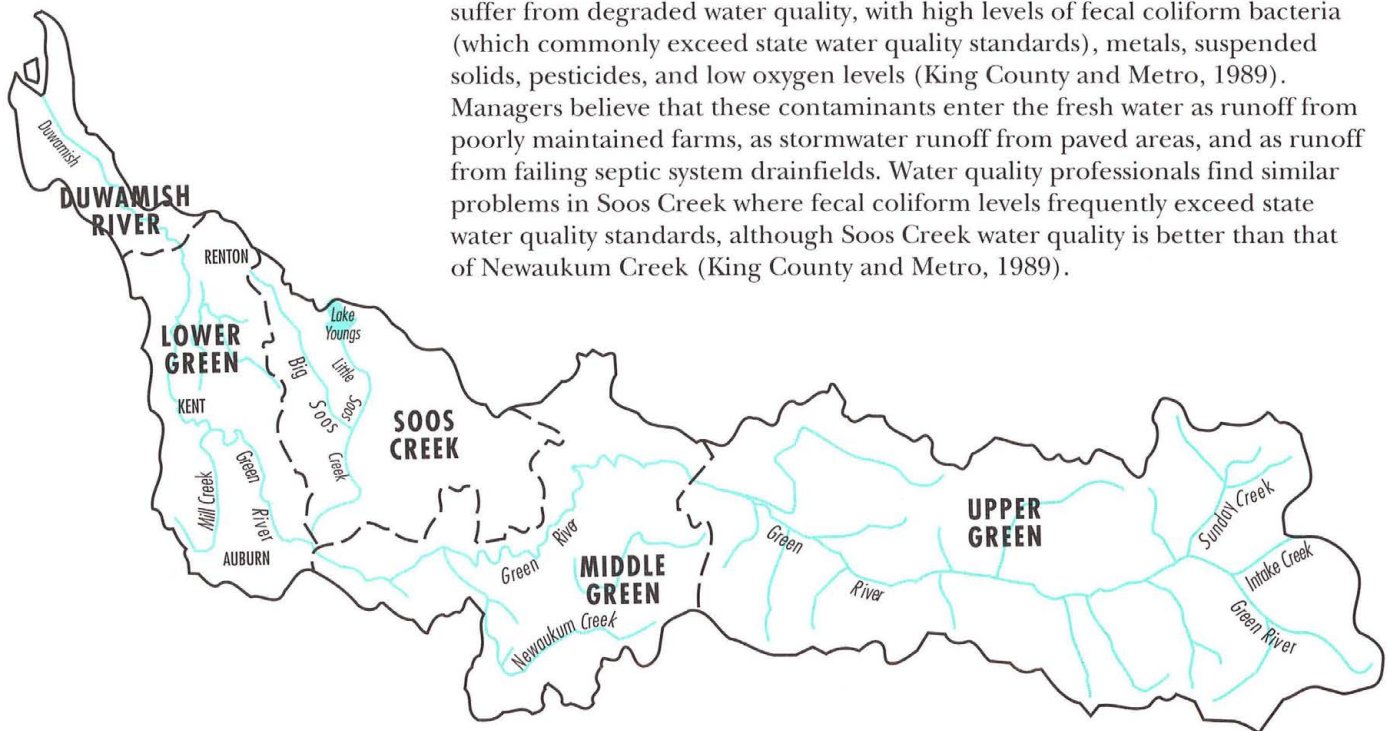 suffer from degraded water quality, with high levels of fecal coliform bacteria
(which commonly exceed state water quality standards), metals, suspended
solids, pesticides, and low oxygen levels (King County and Metro, 1989).
Managers believe that these contaminants enter the fresh water as runoff from
poorly maintained farms, as stormwater runoff from paved areas, and as runoff
from failing septic system drainfields. Water quality professionals find similar
problems in Soos Creek where fecal coliform levels frequently exceed state
water quality standards, although Soos Creek water quality is better than that
of Newaukum Creek (King County and Metro, 1989).
Duwamish
DUWAMISH
RIVER
RENTON
LOWER
GREEN
KENT
Mill Creek
Green
River
AUBURN
Lake
Youngs
Big
Soos
Little
Soos
Creek
SOOS
CREEK
Green
River
MIDDLE
GREEN
Newaukum Creek
UPPER
GREEN
Green
River
Sunday Creek
Intake Creek
Green River